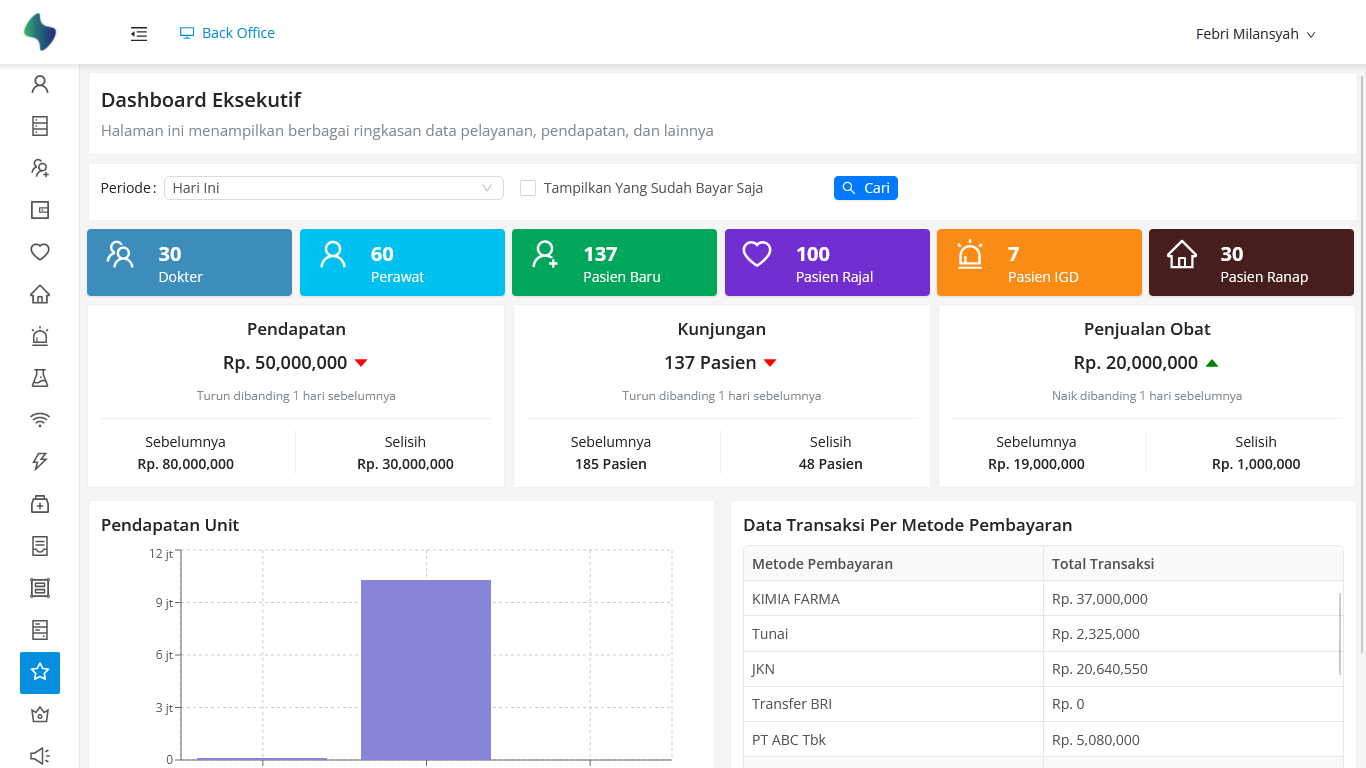 Back Office
Febri Milansyah
Dashboard Eksekutif
Halaman ini menampilkan berbagai ringkasan data pelayanan, pendapatan, dan lainnya
Periode :
Hari Ini
Tampilkan Yang Sudah Bayar Saja
Cari
30
Dokter
60
Perawat
137
Pasien Baru
100
Pasien Rajal
7
Pasien IGD
30
Pasien Ranap
Pendapatan
Rp. 50,000,000
Turun dibanding 1 hari sebelumnya
Sebelumnya
Rp. 80,000,000
Selisih
Rp. 30,000,000
Kunjungan
137 Pasien
Turun dibanding 1 hari sebelumnya
Sebelumnya
185 Pasien
Selisih
48 Pasien
Penjualan Obat
Rp. 20,000,000
Naik dibanding 1 hari sebelumnya
Sebelumnya
Rp. 19,000,000
Selisih
Rp. 1,000,000
Pendapatan Unit
12 jt
9 jt
6 jt
3 jt
0
Data Transaksi Per Metode Pembayaran
Metode Pembayaran Total Transaksi
KIMIA FARMA Rp. 37,000,000
Tunai Rp. 2,325,000
JKN Rp. 20,640,550
Transfer BRI Rp. 0
PT ABC Tbk Rp. 5,080,000